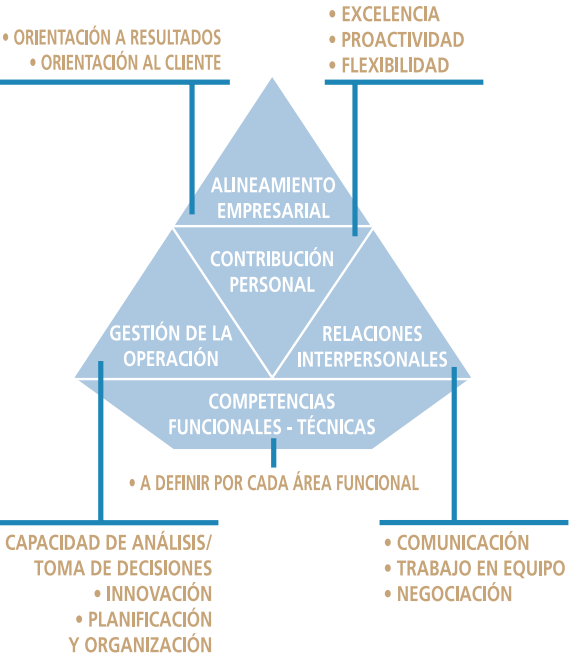 • ORIENTACIÓN A RESULTADOS
• ORIENTACIÓN AL CLIENTE
• EXCELENCIA
• PROACTIVIDAD
• FLEXIBILIDAD
ALINEAMIENTO
EMPRESARIAL
CONTRIBUCIÓN
PERSONAL
GESTIÓN DE LA
OPERACIÓN
RELACIONES
INTERPERSONALES
COMPETENCIAS
FUNCIONALES - TÉCNICAS
• A DEFINIR POR CADA ÁREA FUNCIONAL
CAPACIDAD DE ANÁLISIS/
TOMA DE DECISIONES
• INNOVACIÓN
• PLANIFICACIÓN
Y ORGANIZACIÓN
• COMUNICACIÓN
• TRABAJO EN EQUIPO
• NEGOCIACIÓN